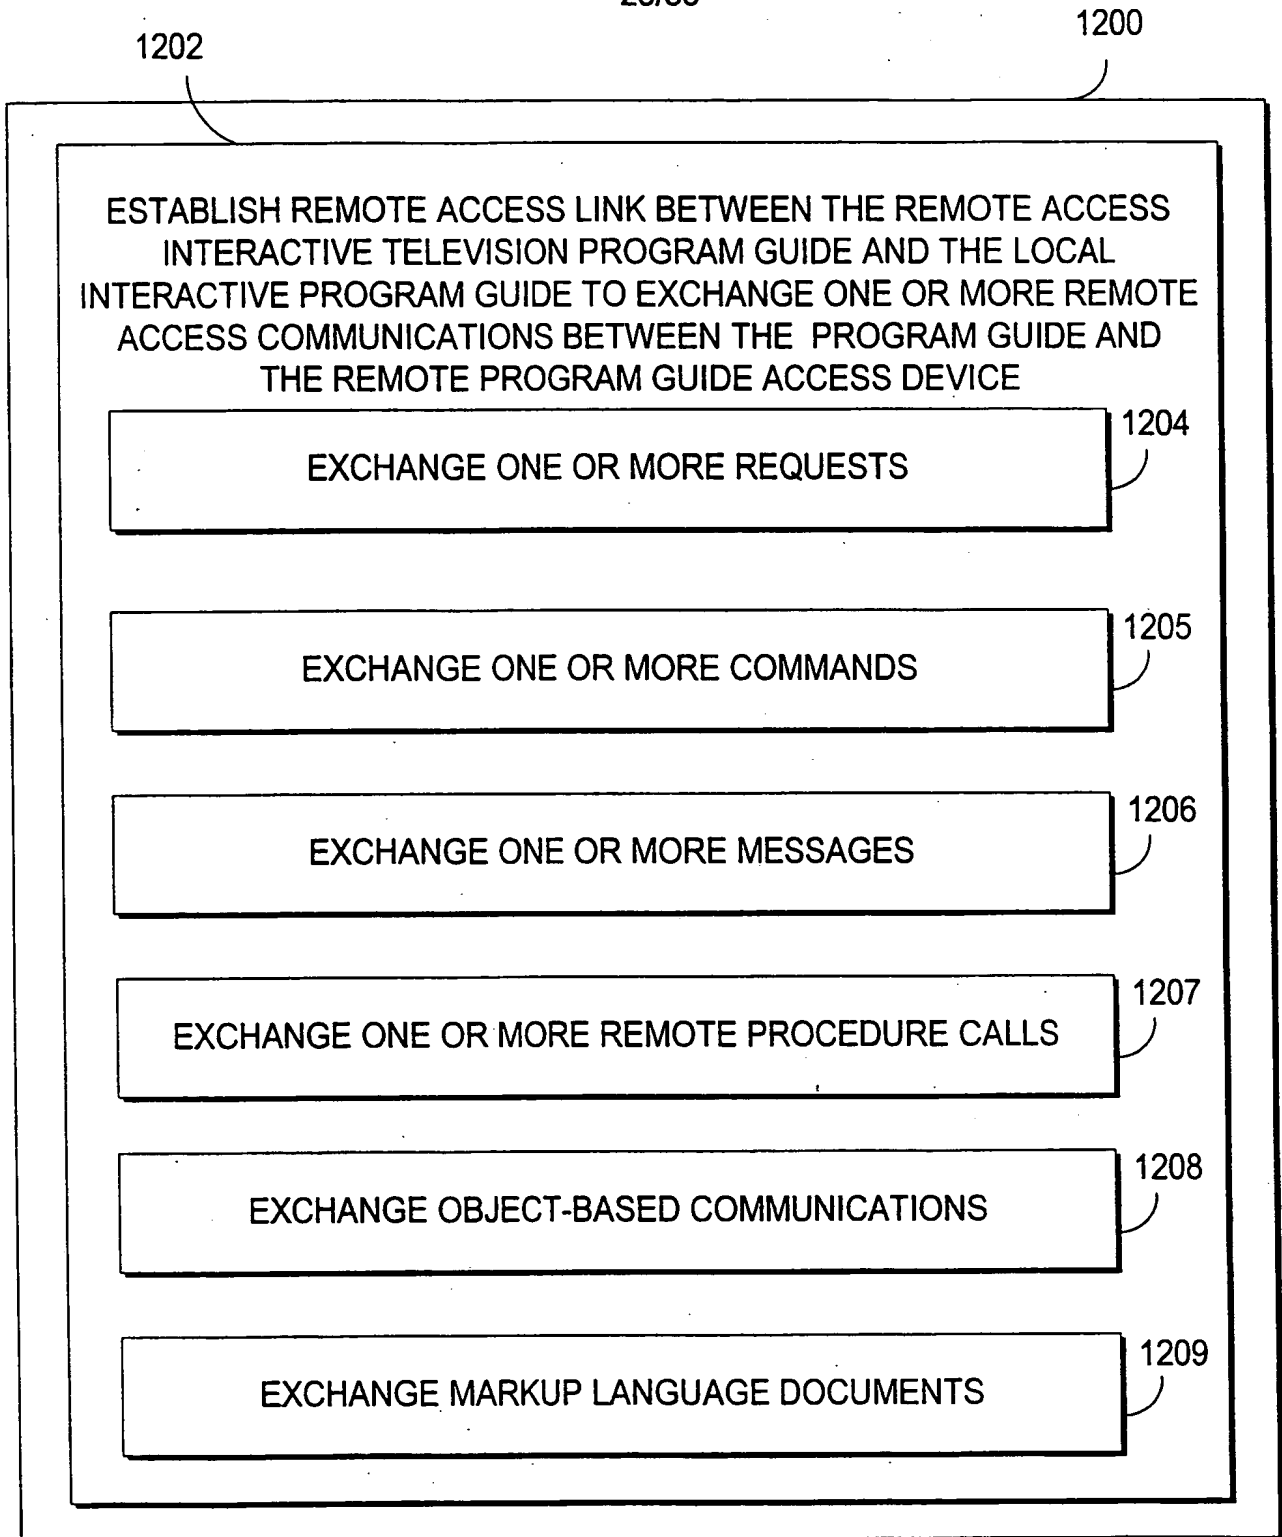 1202
1200
ESTABLISH REMOTE ACCESS LINK BETWEEN THE REMOTE ACCESS
INTERACTIVE TELEVISION PROGRAM GUIDE AND THE LOCAL
INTERACTIVE PROGRAM GUIDE TO EXCHANGE ONE OR MORE REMOTE
ACCESS COMMUNICATIONS BETWEEN THE PROGRAM GUIDE AND
THE REMOTE PROGRAM GUIDE ACCESS DEVICE
1204
EXCHANGE ONE OR MORE REQUESTS
1205
EXCHANGE ONE OR MORE COMMANDS
1206
EXCHANGE ONE OR MORE MESSAGES
1207
EXCHANGE ONE OR MORE REMOTE PROCEDURE CALLS
1208
EXCHANGE OBJECT-BASED COMMUNICATIONS
1209
EXCHANGE MARKUP LANGUAGE DOCUMENTS